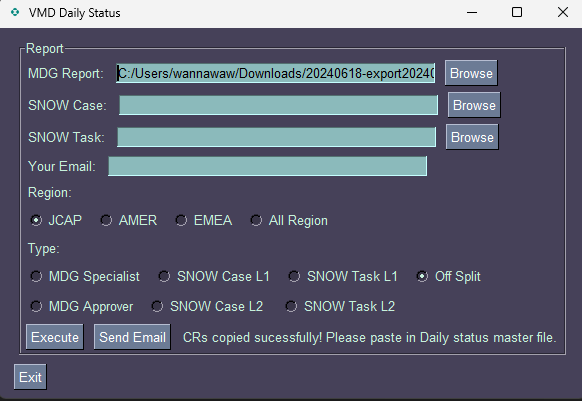 VMD Daily Status
Report
MDG Report: C:/Users/wannawaw/Downloads/20240618-export20240 Browse
SNOW Case: Browse
SNOW Task: Browse
Your Email:
Region:
JCAP AMER EMEA All Region
Type:
MDG Specialist SNOW Case L1 SNOW Task L1 Off Split
MDG Approver SNOW Case L2 SNOW Task L2
Execute Send Email CRs copied sucessfully! Please paste in Daily status master file.
Exit